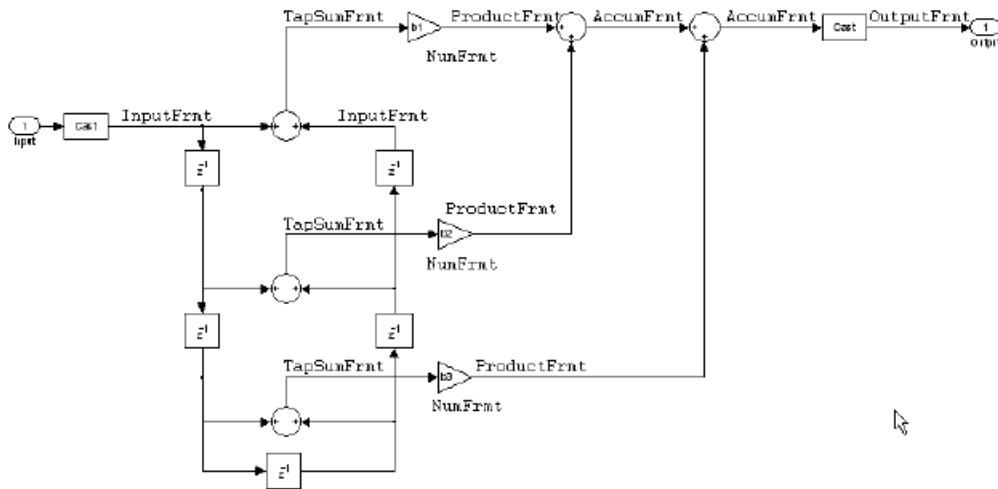 TapSumFrmt
b1
ProductFrmt
AccumFrmt
AccumFrmt
Cast
OutputFrmt
1
Output
NumFrmt
1
Input
Cast
InputFrmt
InputFrmt
z-1
z-1
TapSumFrmt
b2
ProductFrmt
NumFrmt
z-1
z-1
TapSumFrmt
b3
ProductFrmt
NumFrmt
z-1